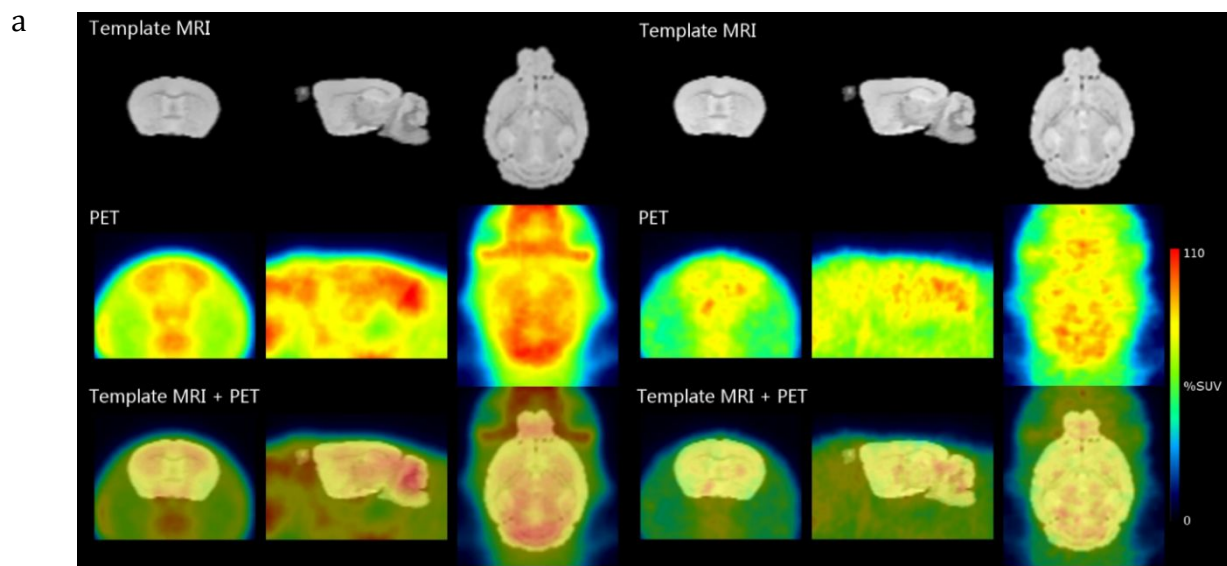 a
Template MRI Template MRI
PET PET
110
%SUV
Template MRI + PET Template MRI + PET
0